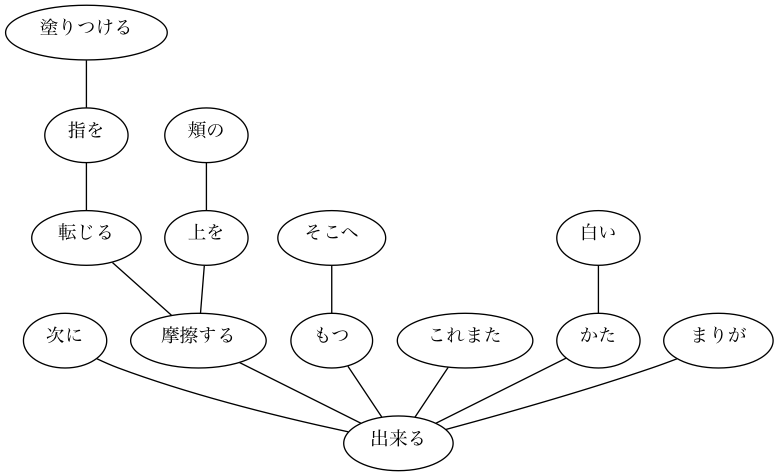 塗りつける
指を
頰の
転じる
上を
そこへ
白い
次に
摩擦する
もつ
これまた
かた
まりが
出来る